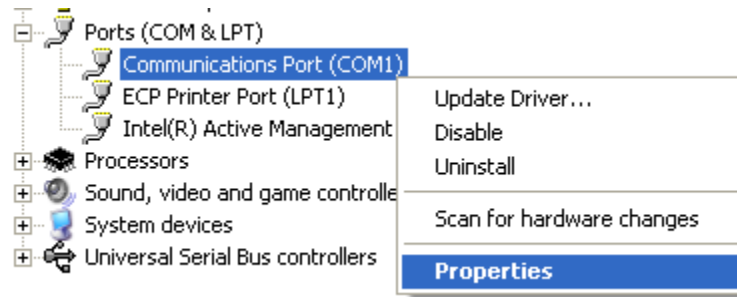 Ports (COM & LPT)
Communications Port (COM1)
ECP Printer Port (LPT1)
Intel(R) Active Management
Processors
Sound, video and game controlle
System devices
Universal Serial Bus controllers
Update Driver...
Disable
Uninstall
Scan for hardware changes
Properties